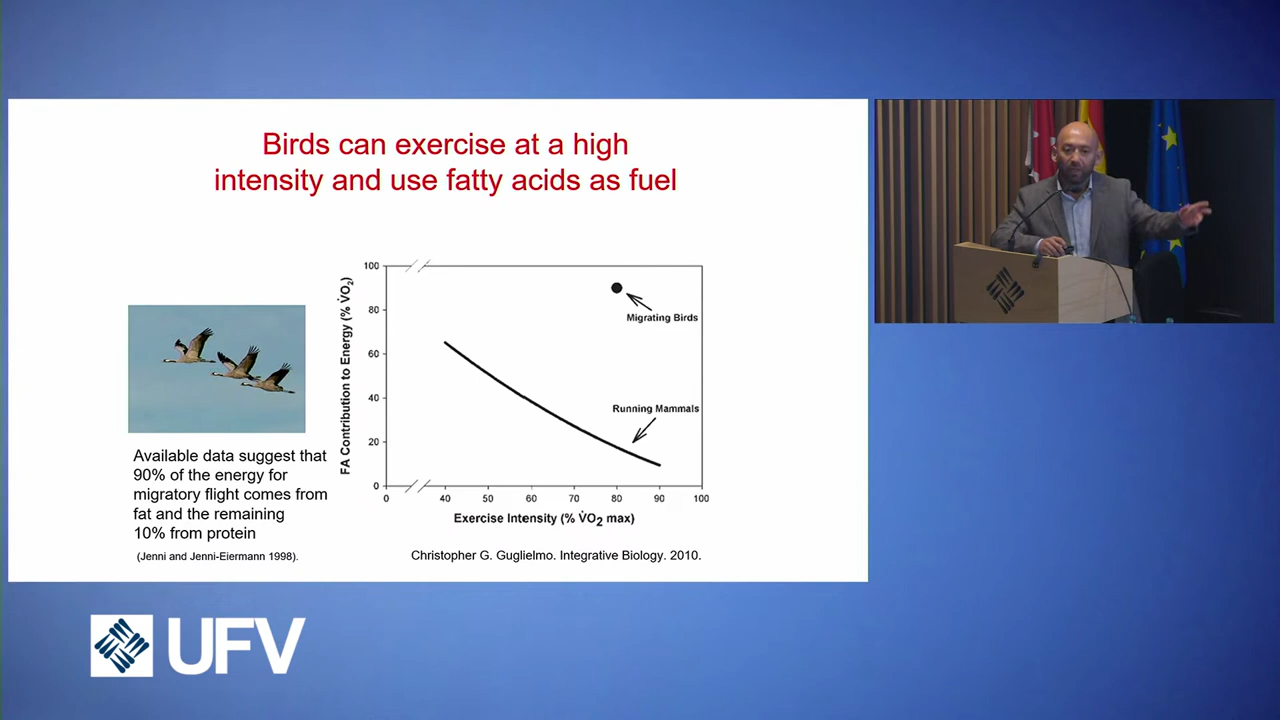 Birds can exercise at a high
intensity and use fatty acids as fuel
Available data suggest that
90% of the energy for
migratory flight comes from
fat and the remaining
10% from protein
(Jenni and Jenni-Eiermann 1998).
FA Contribution to Energy (% V̇O₂)
100
80
60
40
20
0
Migrating Birds
Running Mammals
0 40 50 60 70 80 90 100
Exercise Intensity (% V̇O₂ max)
Christopher G. Guglielmo. Integrative Biology. 2010.
UFV